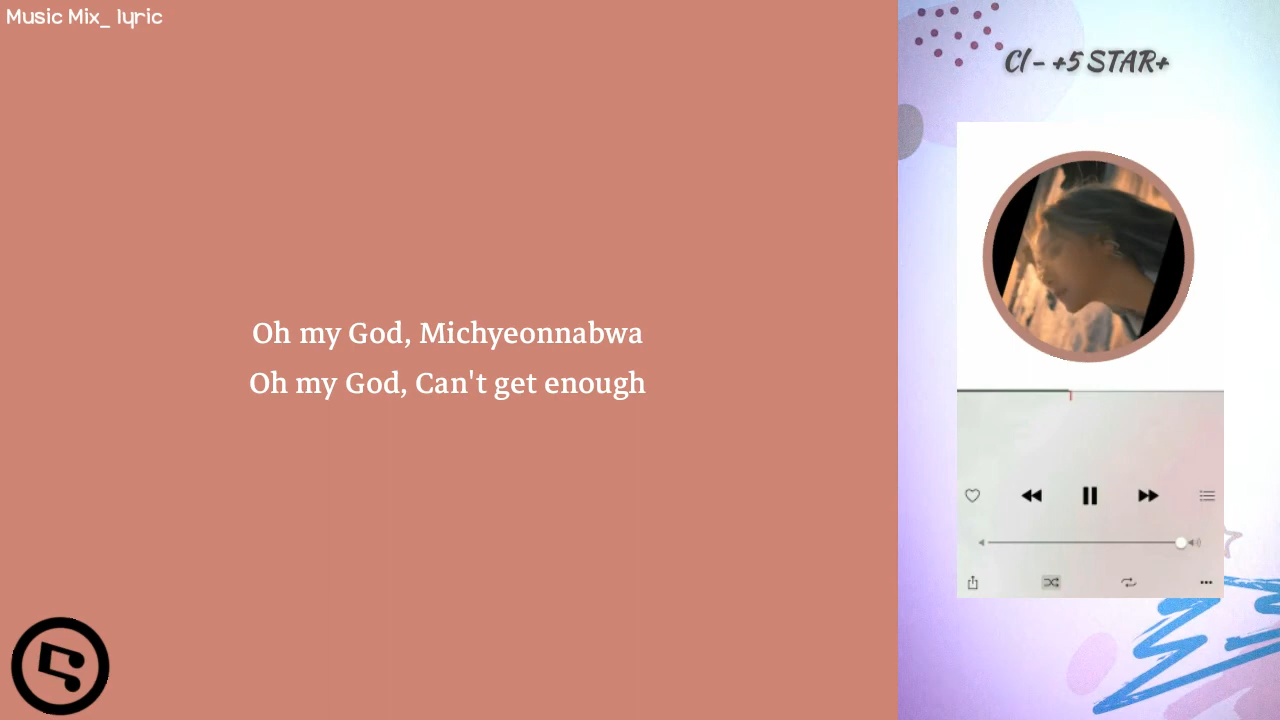 Music Mix_ lyric
Cl - +5 STAR+
Oh my God, Michyeonnabwa
Oh my God, Can't get enough